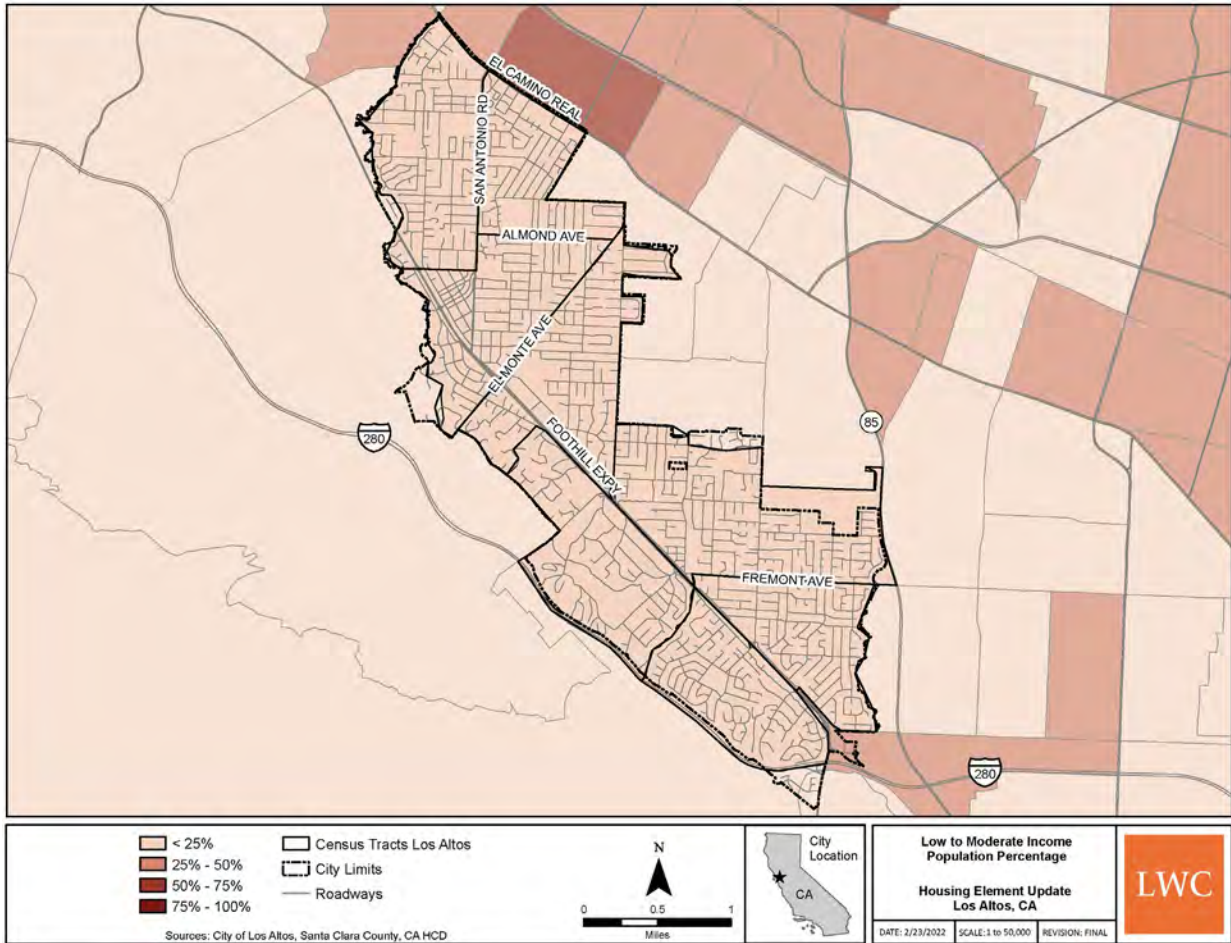 EL CAMINO REAL
SAN ANTONIO RD
ALMOND AVE
EL MONTE AVE
FOOTHILL EXPY
280
85
FREMONT AVE
280
< 25%
25% - 50%
50% - 75%
75% - 100%
Census Tracts Los Altos
City Limits
Roadways
Sources: City of Los Altos, Santa Clara County, CA HCD
N
0 0.5 1
Miles
City
Location
CA
Low to Moderate Income
Population Percentage
Housing Element Update
Los Altos, CA
DATE: 2/23/2022 SCALE:1 to 50,000 REVISION: FINAL
LWC